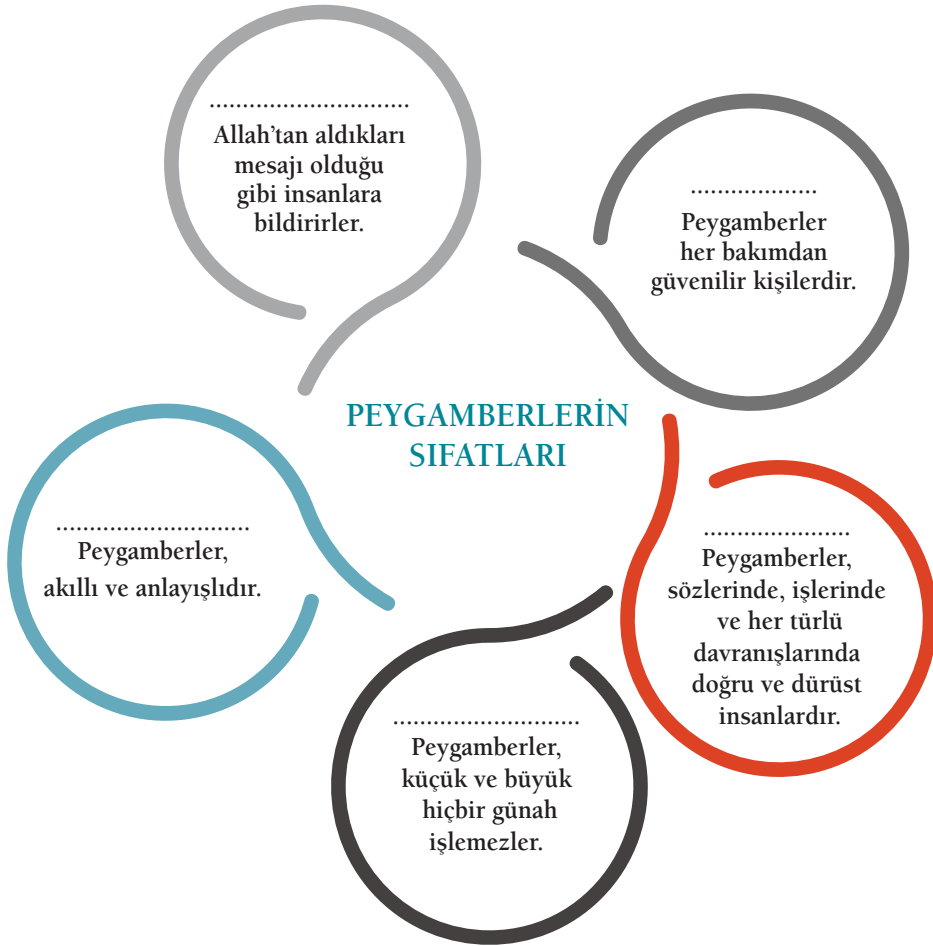 ..............................
Allah’tan aldıkları
mesajı olduğu
gibi insanlara
bildirirler.
...................
Peygamberler
her bakımdan
güvenilir kişilerdir.
PEYGAMBERLERİN
SIFATLARI
.............................
Peygamberler,
akıllı ve anlayışlıdır.
......................
Peygamberler,
sözlerinde, işlerinde
ve her türlü
davranışlarında
doğru ve dürüst
insanlardır.
............................
Peygamberler,
küçük ve büyük
hiçbir günah
işlemezler.